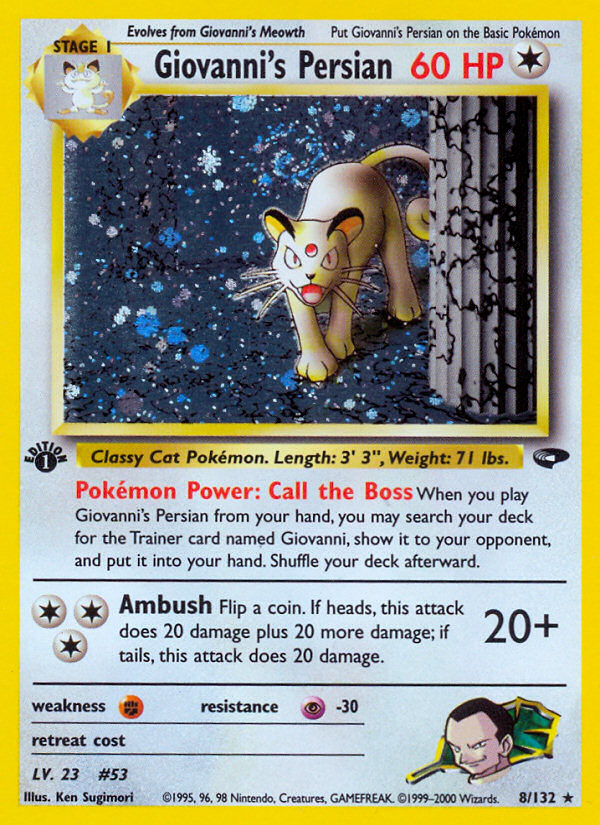 Evolves from Giovanni's Meowth Put Giovanni's Persian on the Basic Pokémon
STAGE 1
Giovanni's Persian 60 HP
EDITION
1
Classy Cat Pokémon. Length: 3' 3", Weight: 71 lbs.
Pokémon Power: Call the Boss When you play
Giovanni's Persian from your hand, you may search your deck
for the Trainer card named Giovanni, show it to your opponent,
and put it into your hand. Shuffle your deck afterward.
Ambush Flip a coin. If heads, this attack
does 20 damage plus 20 more damage; if
tails, this attack does 20 damage.
20+
weakness resistance -30
retreat cost
LV. 23 #53
Illus. Ken Sugimori ©1995, 96, 98 Nintendo, Creatures, GAMEFREAK. ©1999-2000 Wizards. 8/132 ★